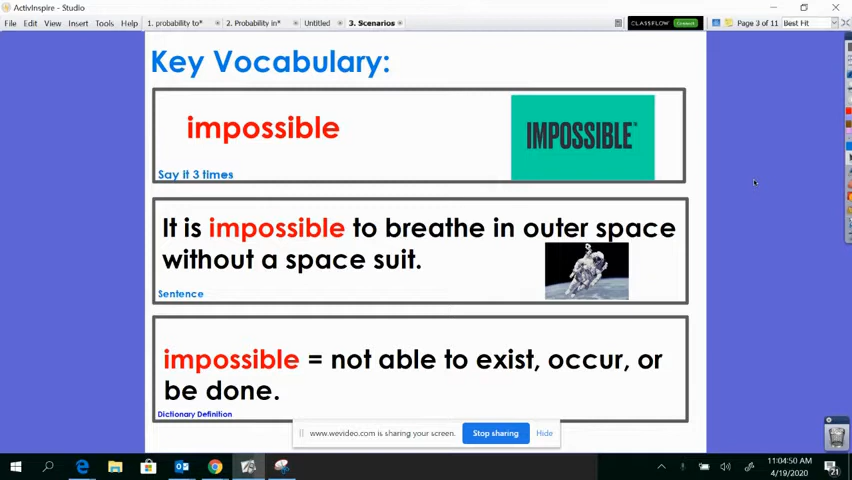 ActivInspire - Studio
File Edit View Insert Tools Help
1. probability to*
2. Probability in*
Untitled
3. Scenarios
CLASSFLOW
Connect
Page 3 of 11
Best Fit
Key Vocabulary:
impossible
IMPOSSIBLE
Say it 3 times
It is impossible to breathe in outer space
without a space suit.
Sentence
impossible = not able to exist, occur, or
be done.
Dictionary Definition
www.wevideo.com is sharing your screen.
Stop sharing
Hide
11:04:50 AM
4/19/2020
21